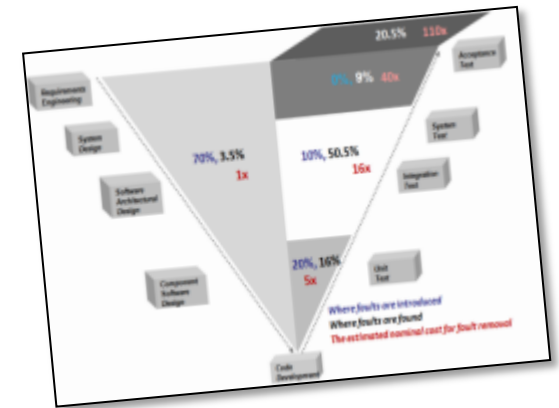 20.5% 110x
0%, 9% 40x
Acceptance
Test
Requirements
Engineering
System
Design
System
Test
70%, 3.5%
1x
10%, 50.5%
16x
Software
Architectural
Design
Integration
Test
20%, 16%
5x
Unit
Test
Component
Software
Design
Where faults are introduced
Where faults are found
The estimated nominal cost for fault removal
Code
Development